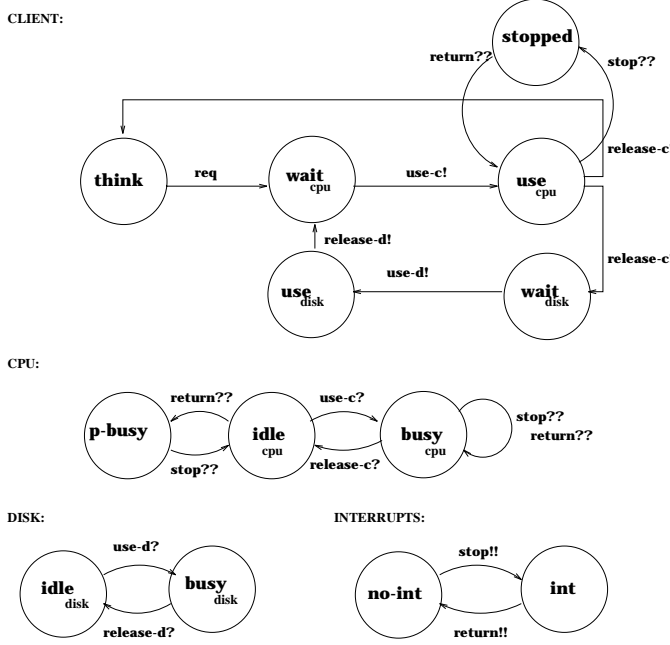 CLIENT:
stopped
return??
stop??
release-c
think
req
wait
cpu
use-c!
use
cpu
release-d!
use
disk
use-d!
wait
disk
release-c
CPU:
return??
use-c?
p-busy
idle
cpu
busy
cpu
stop??
return??
stop??
release-c?
DISK:
INTERRUPTS:
use-d?
stop!!
idle
disk
busy
disk
no-int
int
release-d?
return!!